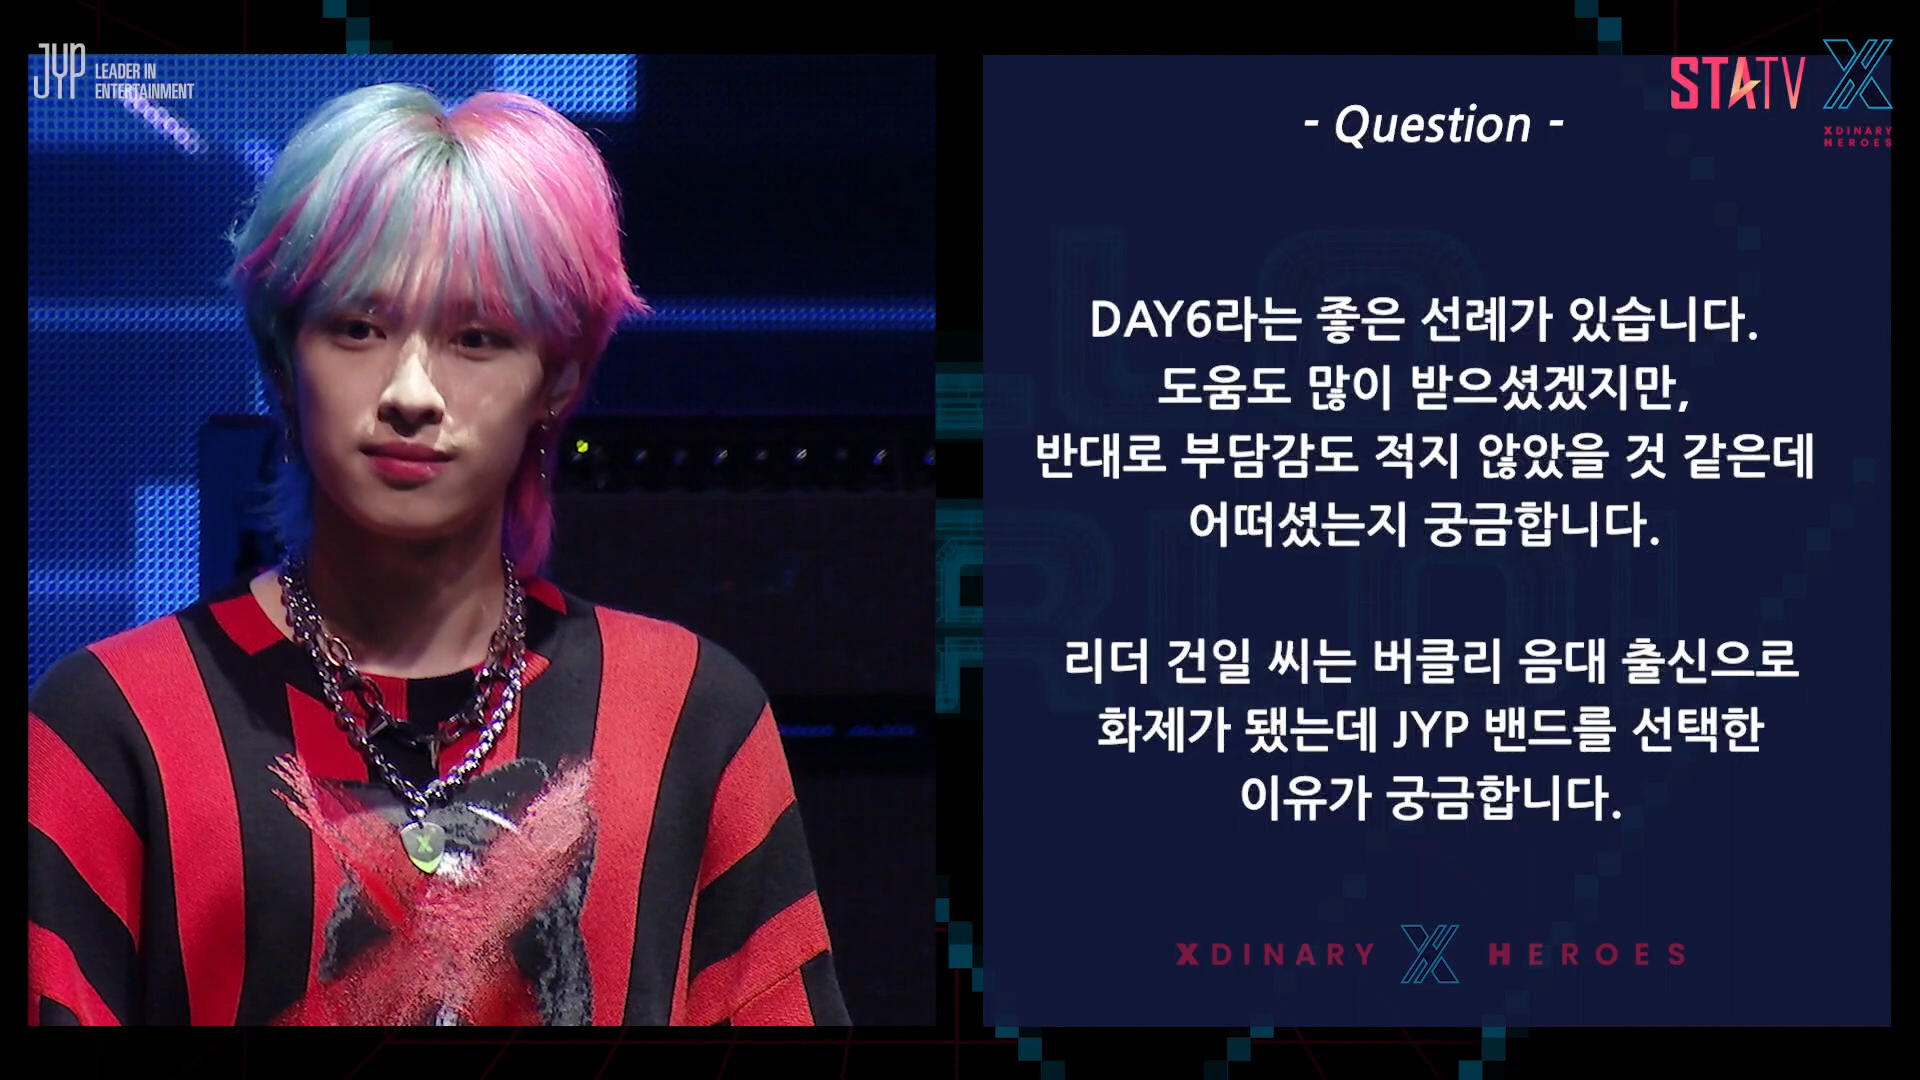 JYP LEADER IN
ENTERTAINMENT
STATV
XDINARY
HEROES
- Question -
DAY6라는 좋은 선례가 있습니다.
도움도 많이 받으셨겠지만,
반대로 부담감도 적지 않았을 것 같은데
어떠셨는지 궁금합니다.
리더 건일 씨는 버클리 음대 출신으로
화제가 됐는데 JYP 밴드를 선택한
이유가 궁금합니다.
XDINARY HEROES